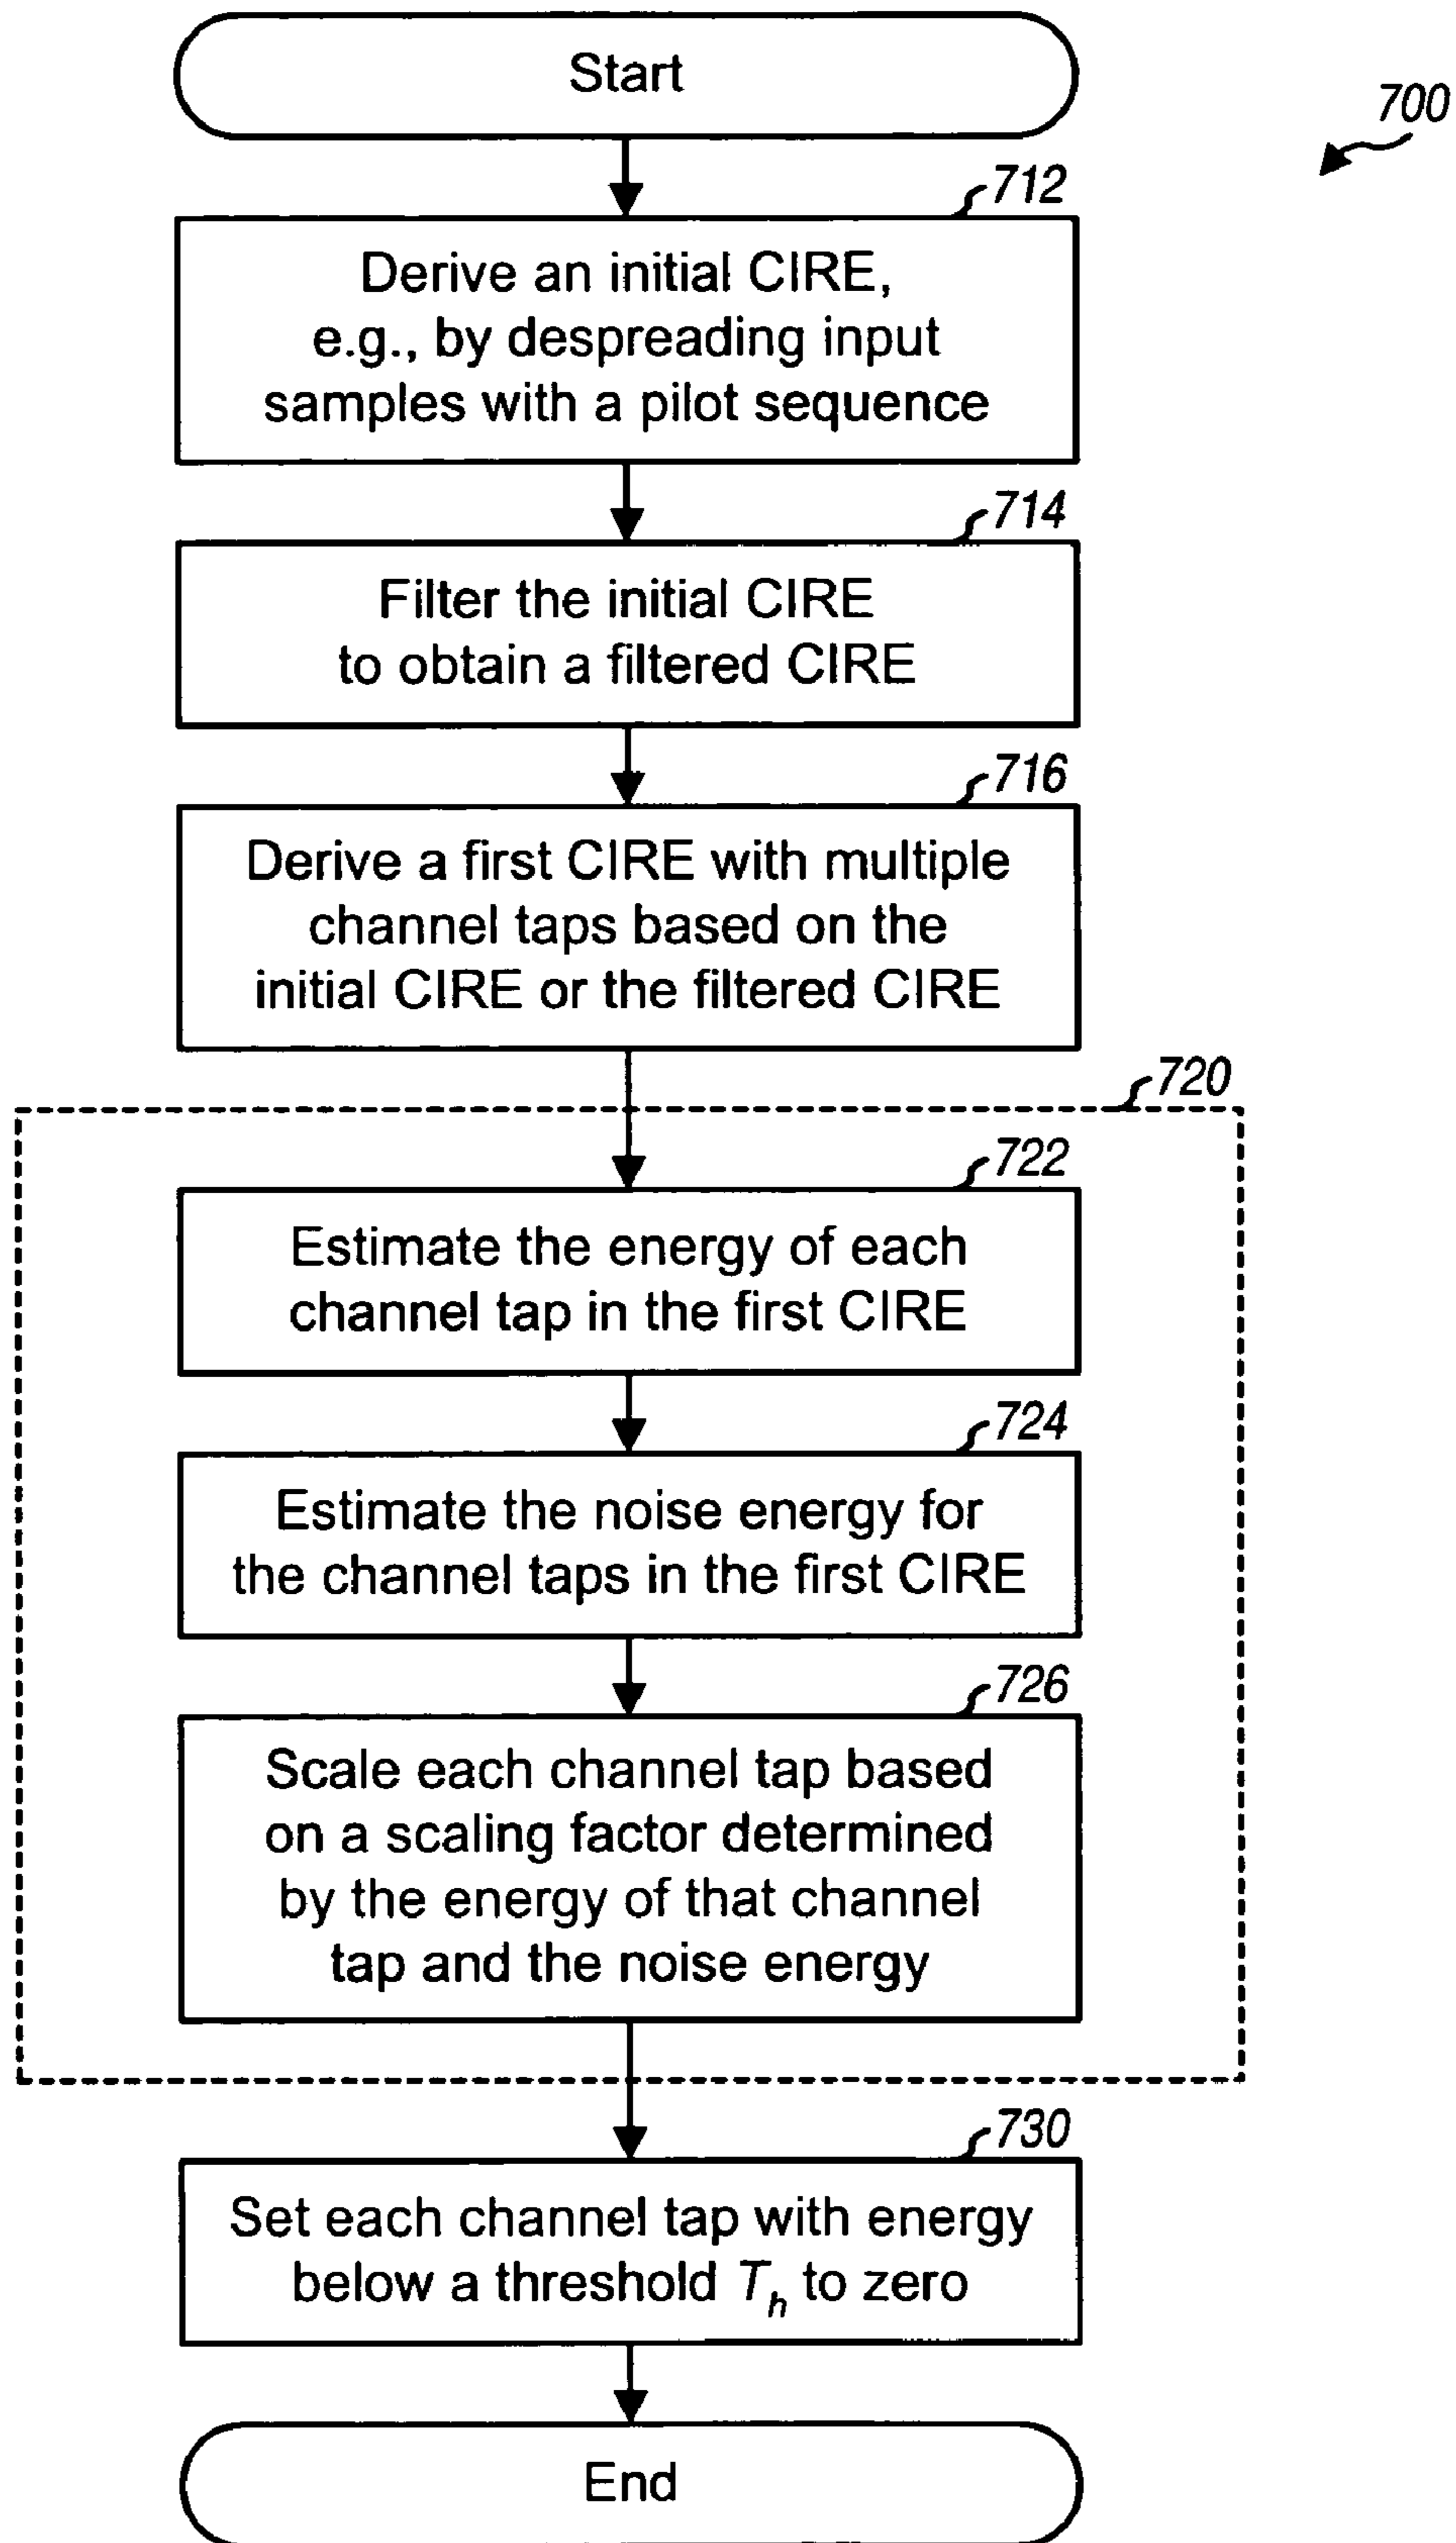 Start
700
712
Derive an initial CIRE,
e.g., by despreading input
samples with a pilot sequence
714
Filter the initial CIRE
to obtain a filtered CIRE
716
Derive a first CIRE with multiple
channel taps based on the
initial CIRE or the filtered CIRE
720
722
Estimate the energy of each
channel tap in the first CIRE
724
Estimate the noise energy for
the channel taps in the first CIRE
726
Scale each channel tap based
on a scaling factor determined
by the energy of that channel
tap and the noise energy
730
Set each channel tap with energy
below a threshold Th to zero
End